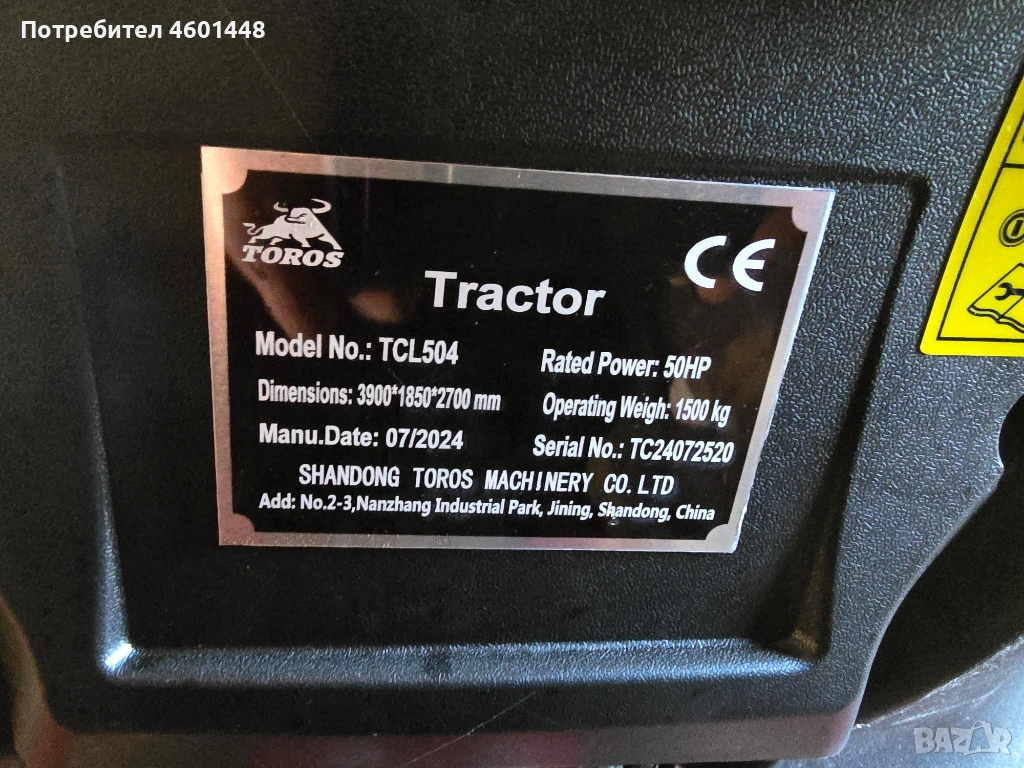 Потребител 4601448
TOROS
CE
Tractor
Model No.: TCL504
Rated Power: 50HP
Dimensions: 3900*1850*2700 mm
Operating Weigh: 1500 kg
Manu.Date: 07/2024
Serial No.: TC24072520
SHANDONG TOROS MACHINERY CO. LTD
Add: No.2-3,Nanzhang Industrial Park, Jining, Shandong, China
BAZAR